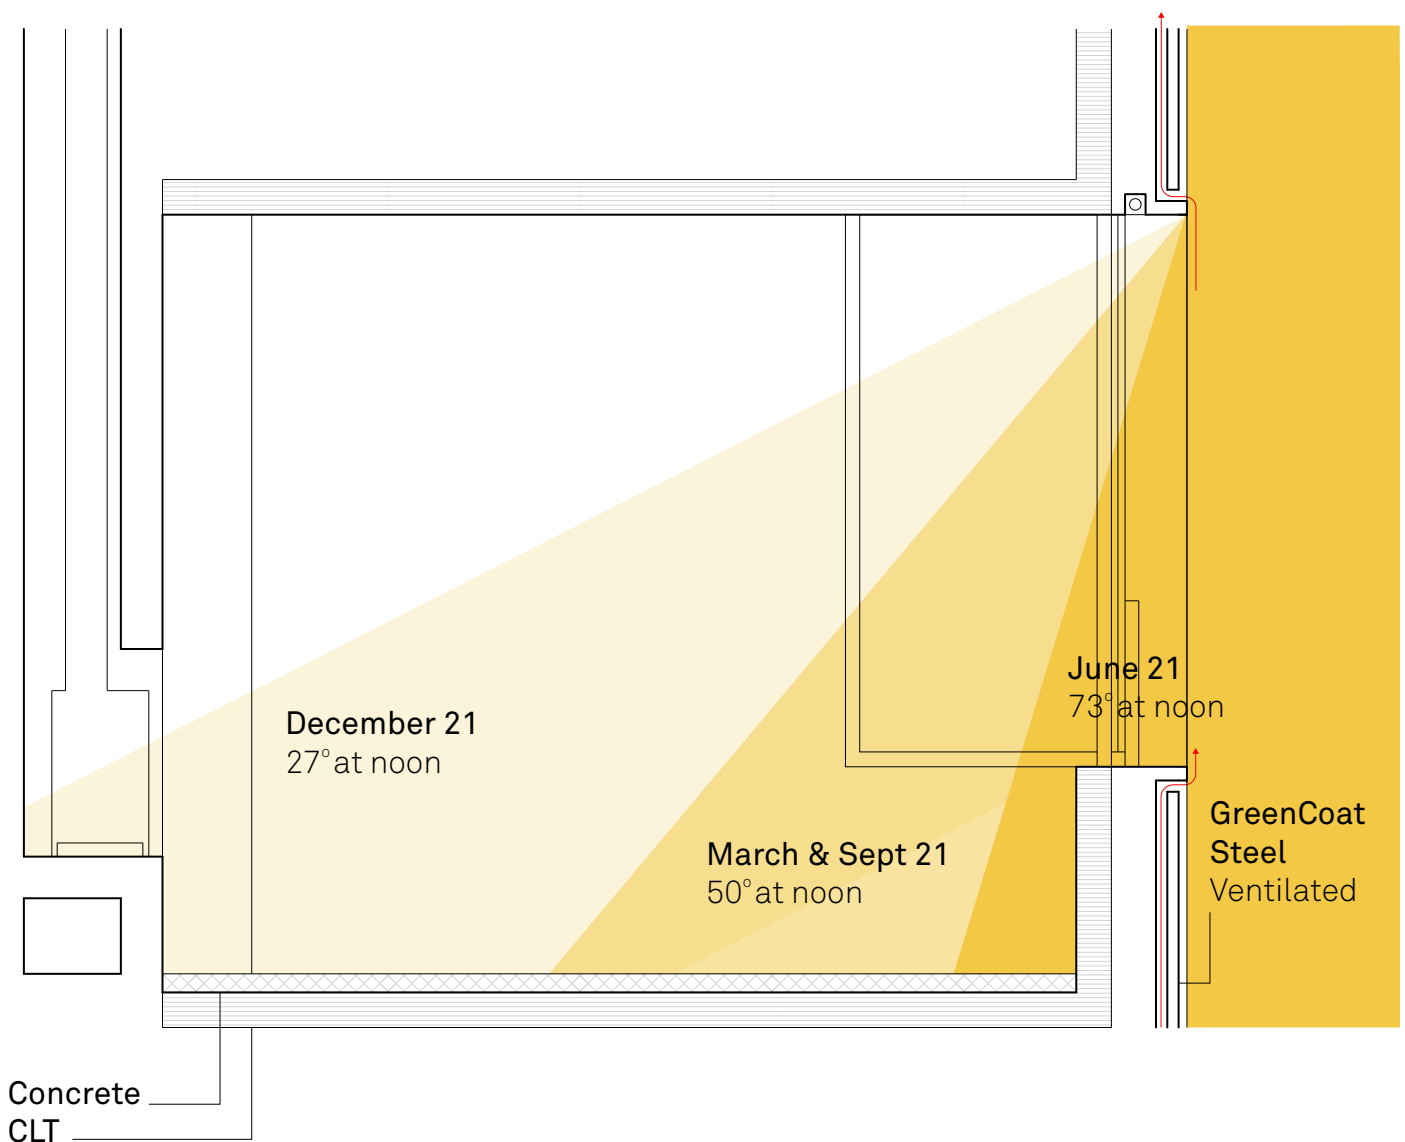 June 21
73° at noon
December 21
27° at noon
GreenCoat
Steel
Ventilated
March & Sept 21
50° at noon
Concrete
CLT